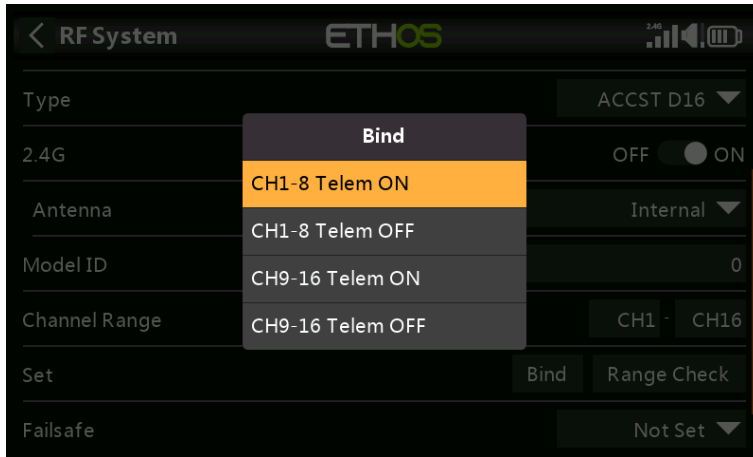 RF System ETHOS 2.4G
Type ACCST D16
Bind
2.4G OFF ON
CH1-8 Telem ON
Antenna Internal
CH1-8 Telem OFF
Model ID 0
CH9-16 Telem ON
Channel Range CH1 - CH16
CH9-16 Telem OFF
Set Bind Range Check
Failsafe Not Set